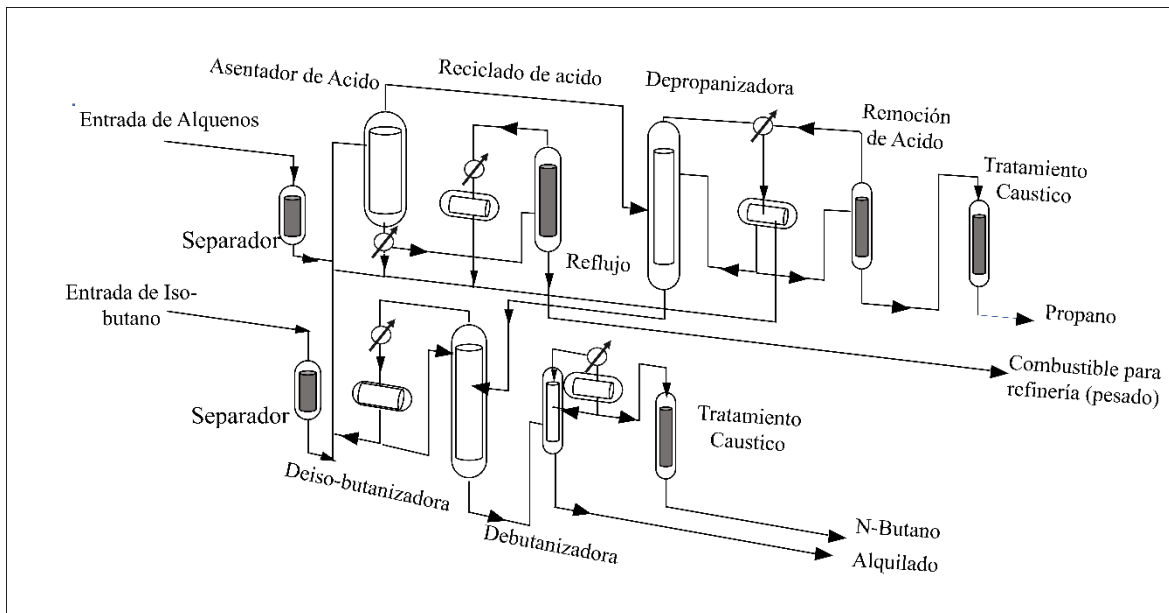 Asentador de Acido
Reciclado de acido
Depropanizadora
Entrada de Alquenos
Remoción
de Acido
Tratamiento
Caustico
Separador
Reflujo
Entrada de Iso-
butano
Propano
Combustible para
refinería (pesado)
Separador
Tratamiento
Caustico
Deiso-butanizadora
Debutanizadora
N-Butano
Alquilado